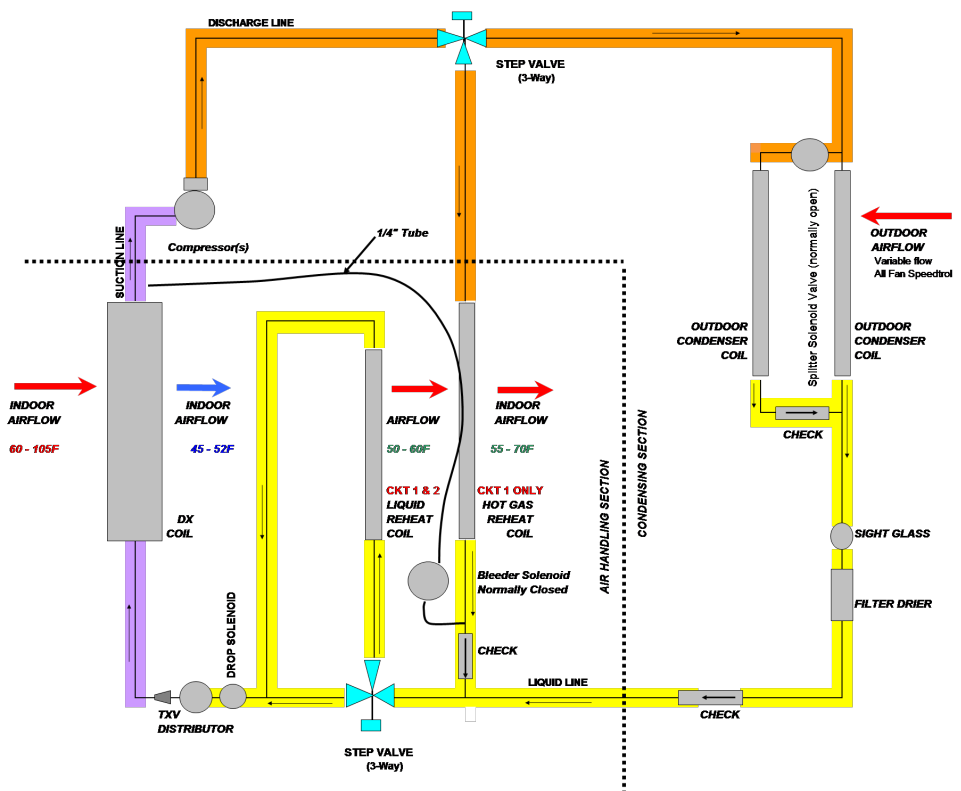 DISCHARGE LINE
STEP VALVE
(3-Way)
SUCTION LINE
Compressor(s)
1/4" Tube
Splitter Solenoid Valve (normally open)
OUTDOOR
AIRFLOW
Variable flow
All Fan Speedtrol
OUTDOOR
CONDENSER
COIL
OUTDOOR
CONDENSER
COIL
INDOOR
AIRFLOW
60 - 105F
INDOOR
AIRFLOW
45 - 52F
AIRFLOW
50 - 60F
INDOOR
AIRFLOW
55 - 70F
CHECK
CKT 1 & 2
LIQUID
REHEAT
COIL
CKT 1 ONLY
HOT GAS
REHEAT
COIL
DX
COIL
AIR HANDLING SECTION
CONDENSING SECTION
SIGHT GLASS
Bleeder Solenoid
Normally Closed
FILTER DRIER
DROP SOLENOID
CHECK
LIQUID LINE
TXV
DISTRIBUTOR
CHECK
STEP VALVE
(3-Way)